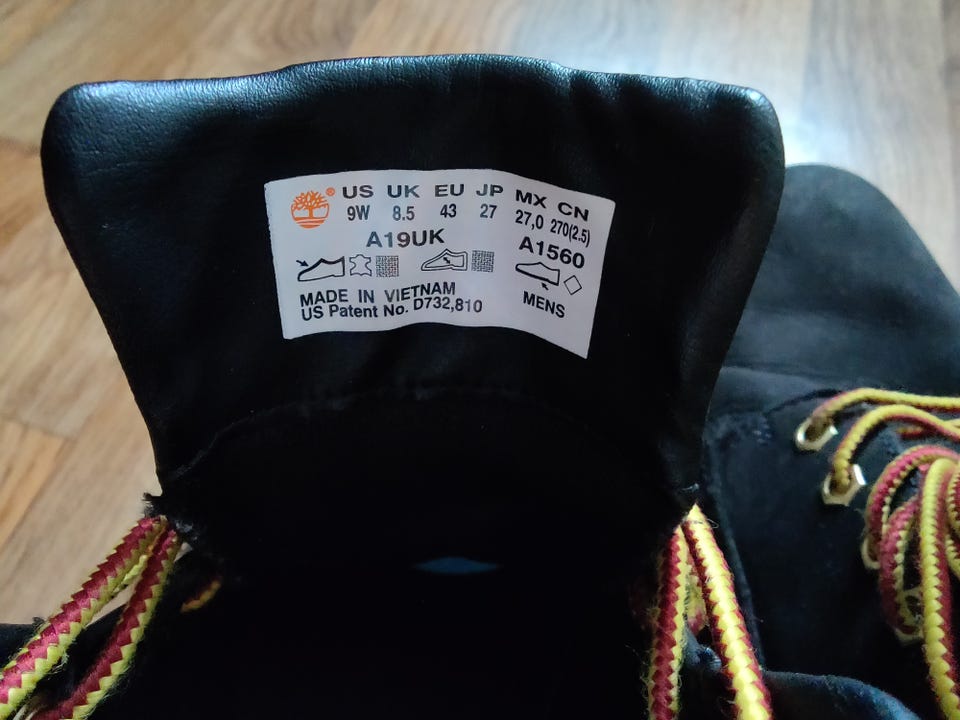 ® US UK EU JP MX CN
9W 8.5 43 27 27,0 270(2.5)
A19UK A1560
MADE IN VIETNAM MENS
US Patent No. D732,810